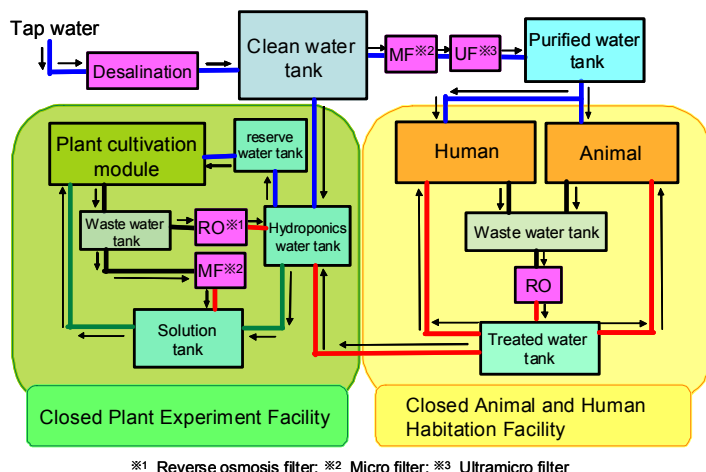 Tap water
Desalination
Clean water
tank
MF※2
UF※3
Purified water
tank
Plant cultivation
module
reserve
water tank
Waste water
tank
RO※1
Hydroponics
water tank
MF※2
Solution
tank
Human
Animal
Waste water tank
RO
Treated water
tank
Closed Plant Experiment Facility
Closed Animal and Human
Habitation Facility
※1 Reverse osmosis filter; ※2 Micro filter; ※3 Ultramicro filter